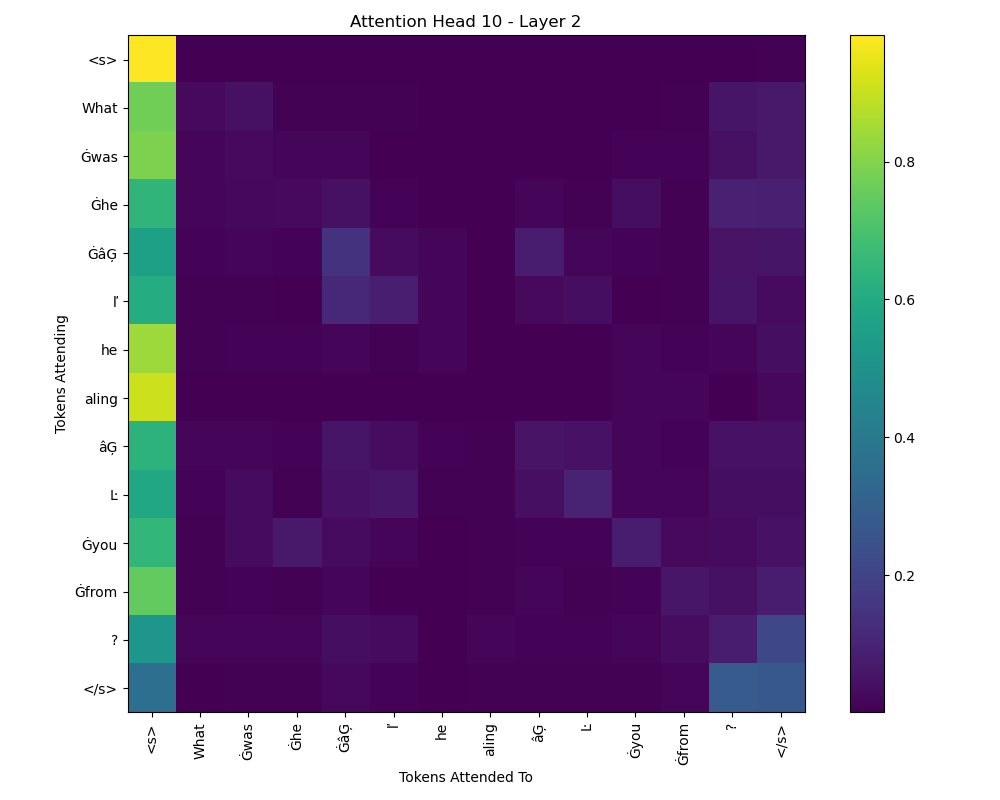 Attention Head 10 - Layer 2
<s>
What
Ġwas
Ġhe
ĠâĢ
ľ
he
aling
âĢ
Ŀ
Ġyou
Ġfrom
?
</s>
Tokens Attending
<s> What Ġwas Ġhe ĠâĢ ľ he aling âĢ Ŀ Ġyou Ġfrom ? </s>
Tokens Attended To
0.8
0.6
0.4
0.2